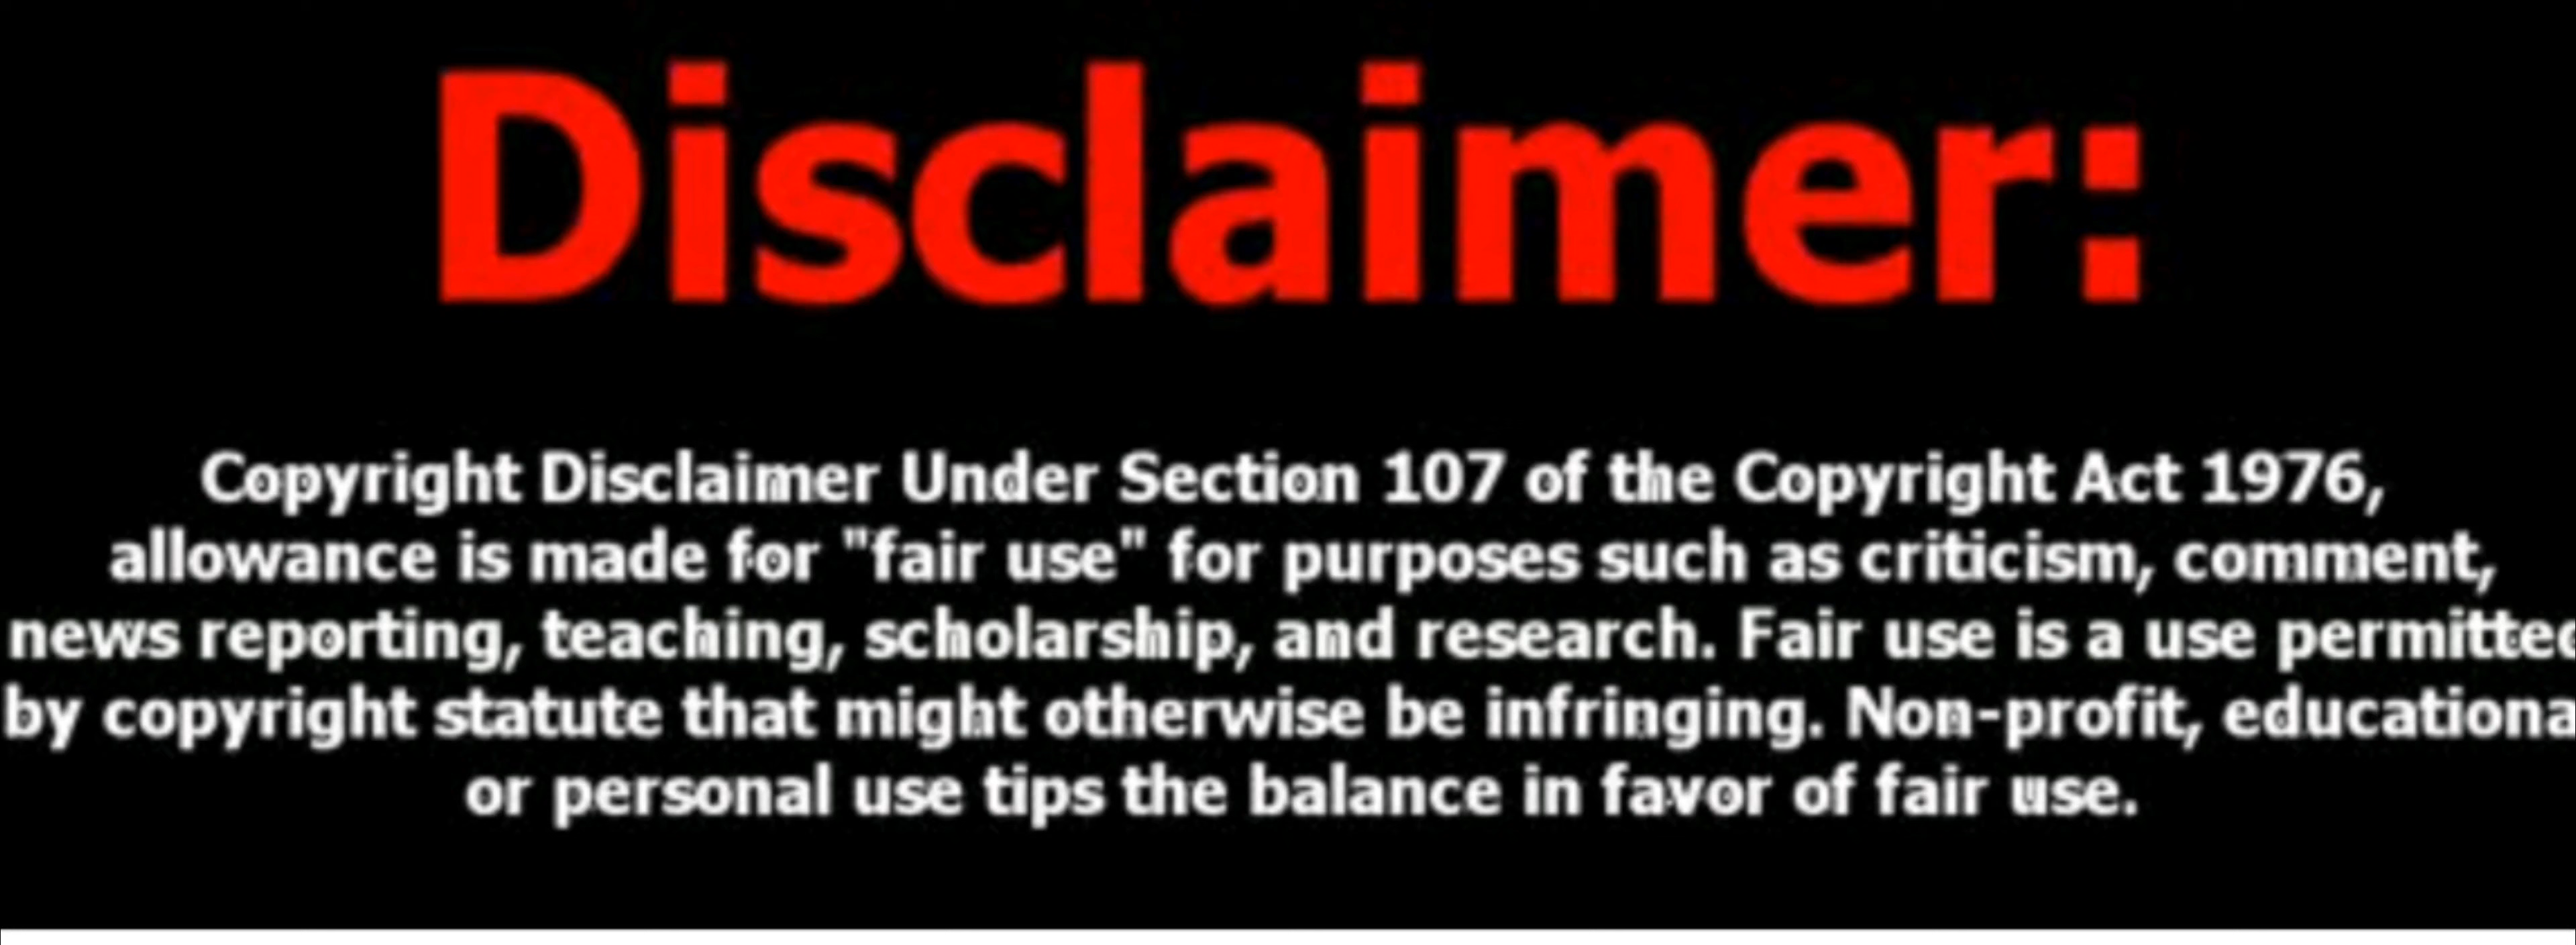 Disclaimer:
Copyright Disclaimer Under Section 107 of the Copyright Act 1976,
allowance is made for "fair use" for purposes such as criticism, comment,
news reporting, teaching, scholarship, and research. Fair use is a use permitted
by copyright statute that might otherwise be infringing. Non-profit, educationa
or personal use tips the balance in favor of fair use.